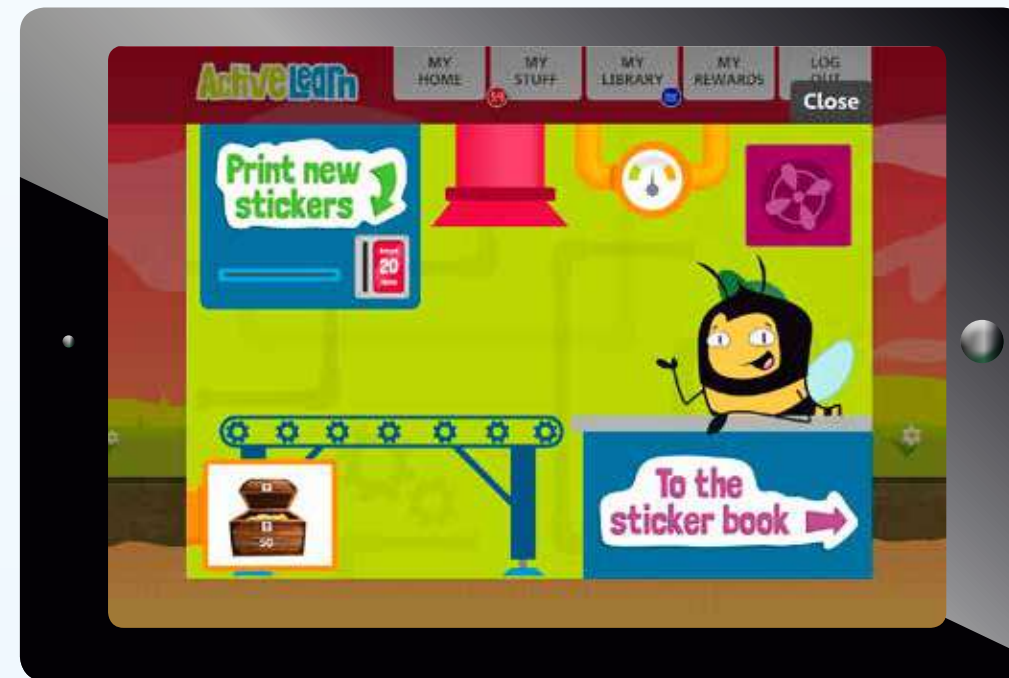 ActiveLearn
MY
HOME
MY
STUFF
MY
LIBRARY
MY
REWARDS
LOG
OUT
Close
Print new
stickers
20
50
To the
sticker book